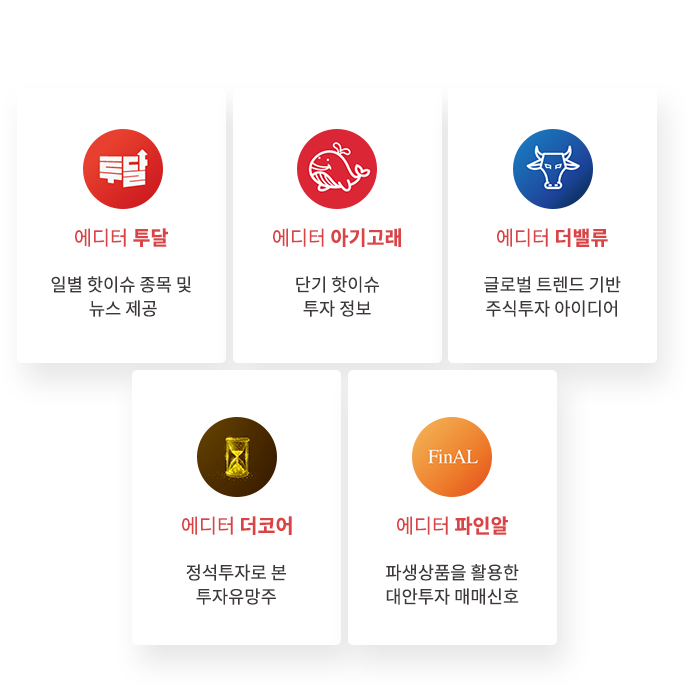 투달
에디터 투달
일별 핫이슈 종목 및
뉴스 제공
에디터 아기고래
단기 핫이슈
투자 정보
에디터 더밸류
글로벌 트렌드 기반
주식투자 아이디어
에디터 더코어
정석투자로 본
투자유망주
FinAL
에디터 파인알
파생상품을 활용한
대안투자 매매신호